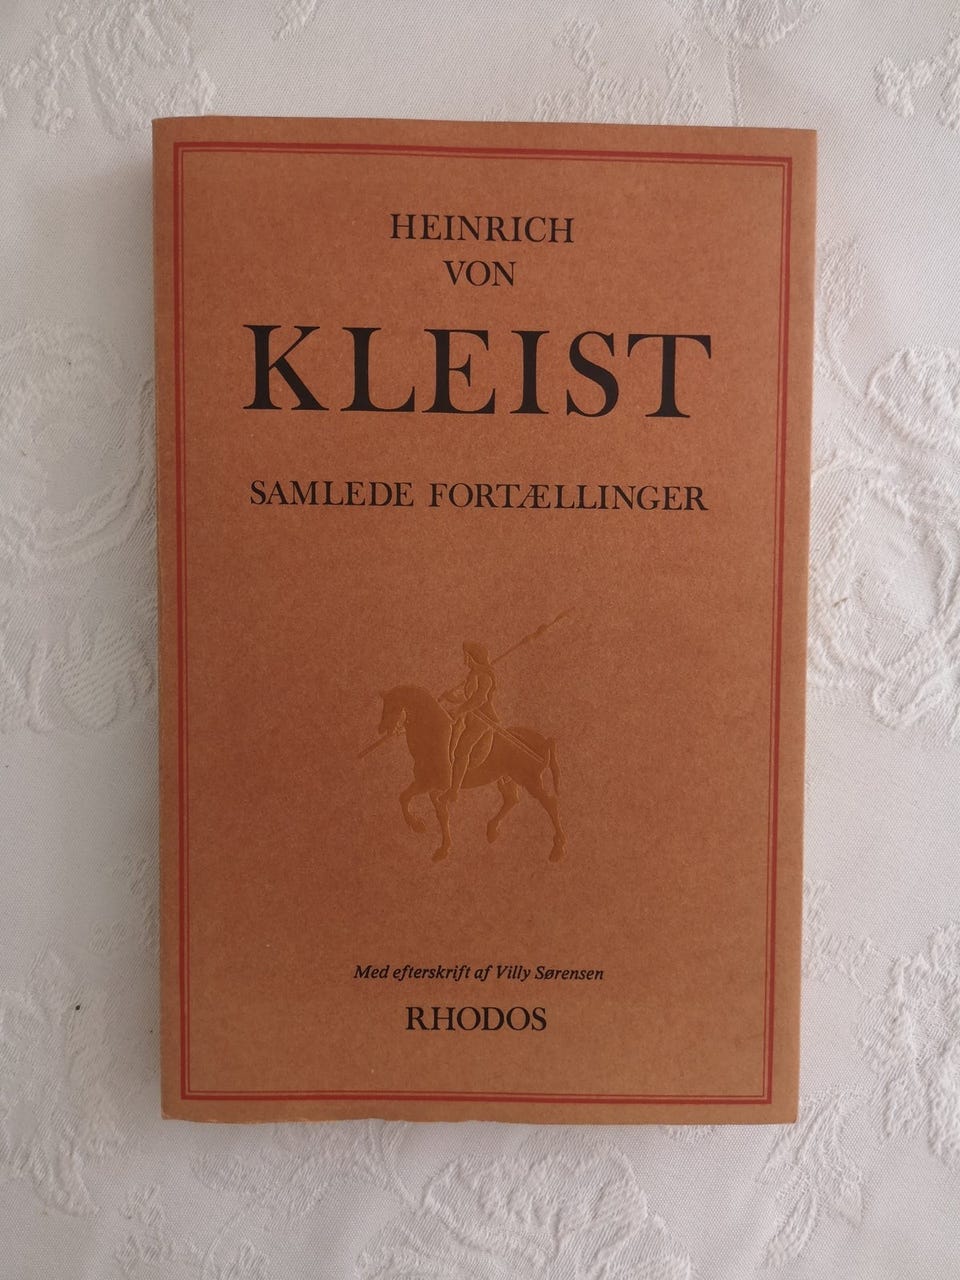 HEINRICH
VON
KLEIST
SAMLEDE FORTÆLLINGER
Med efterskrift af Villy Sørensen
RHODOS